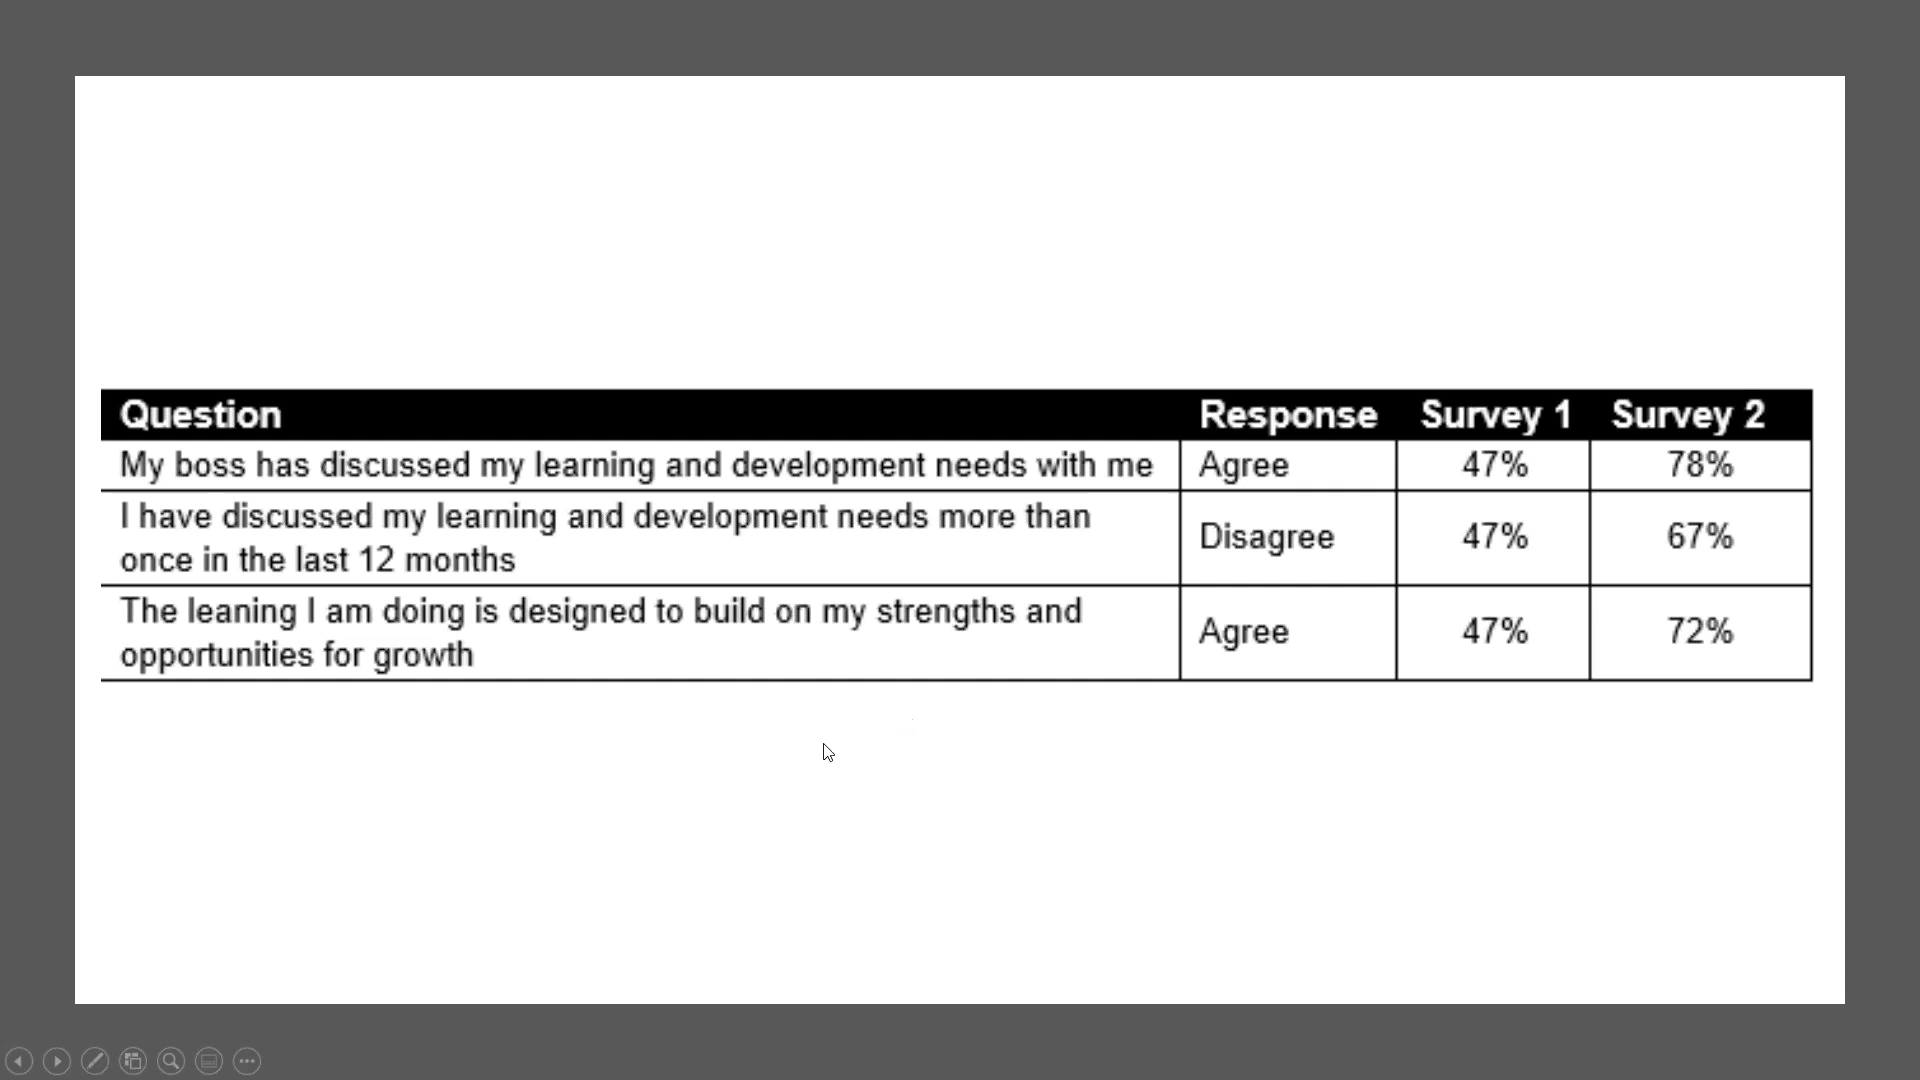 Question Response Survey 1 Survey 2
My boss has discussed my learning and development needs with me Agree 47% 78%
I have discussed my learning and development needs more than
once in the last 12 months Disagree 47% 67%
The leaning I am doing is designed to build on my strengths and
opportunities for growth Agree 47% 72%